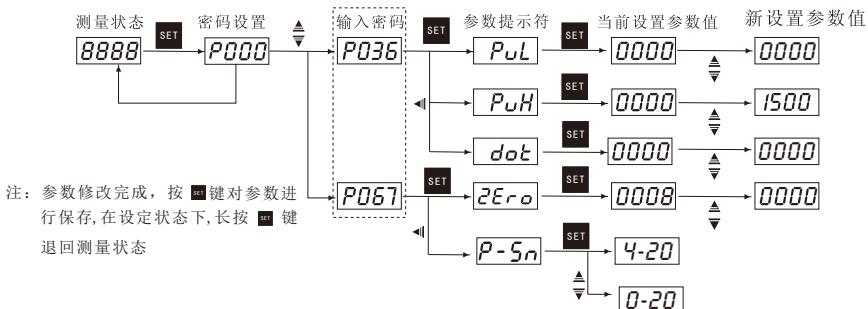 测量状态 密码设置 输入密码 参数提示符 当前设置参数值 新设置参数值
8888 SET P000 P036 SET PuL SET 0000 0000
PuH SET 0000 1500
dot SET 0000 0000
P067 SET ZEro SET 0008 0000
P-Sn SET 4-20
0-20
注：参数修改完成，按 SET 键对参数进
行保存,在设定状态下,长按 SET 键
退回测量状态